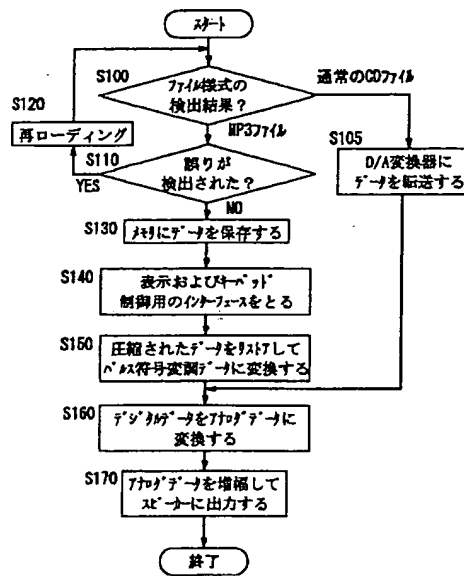 スタート
S100
ファイル様式の
検出結果？
通常のCDファイル
S120
再ローディング
MP3ファイル
S105
D/A変換器に
データを転送する
S110
誤りが
検出された？
YES
NO
S130
メモリにデータを保存する
S140
表示およびキーパッド
制御用のインターフェースをとる
S150
圧縮されたデータをリストアして
パルス符号変調データに変換する
S160
デジタルデータをアナログデータに
変換する
S170
アナログデータを増幅して
スピーカーに出力する
終了